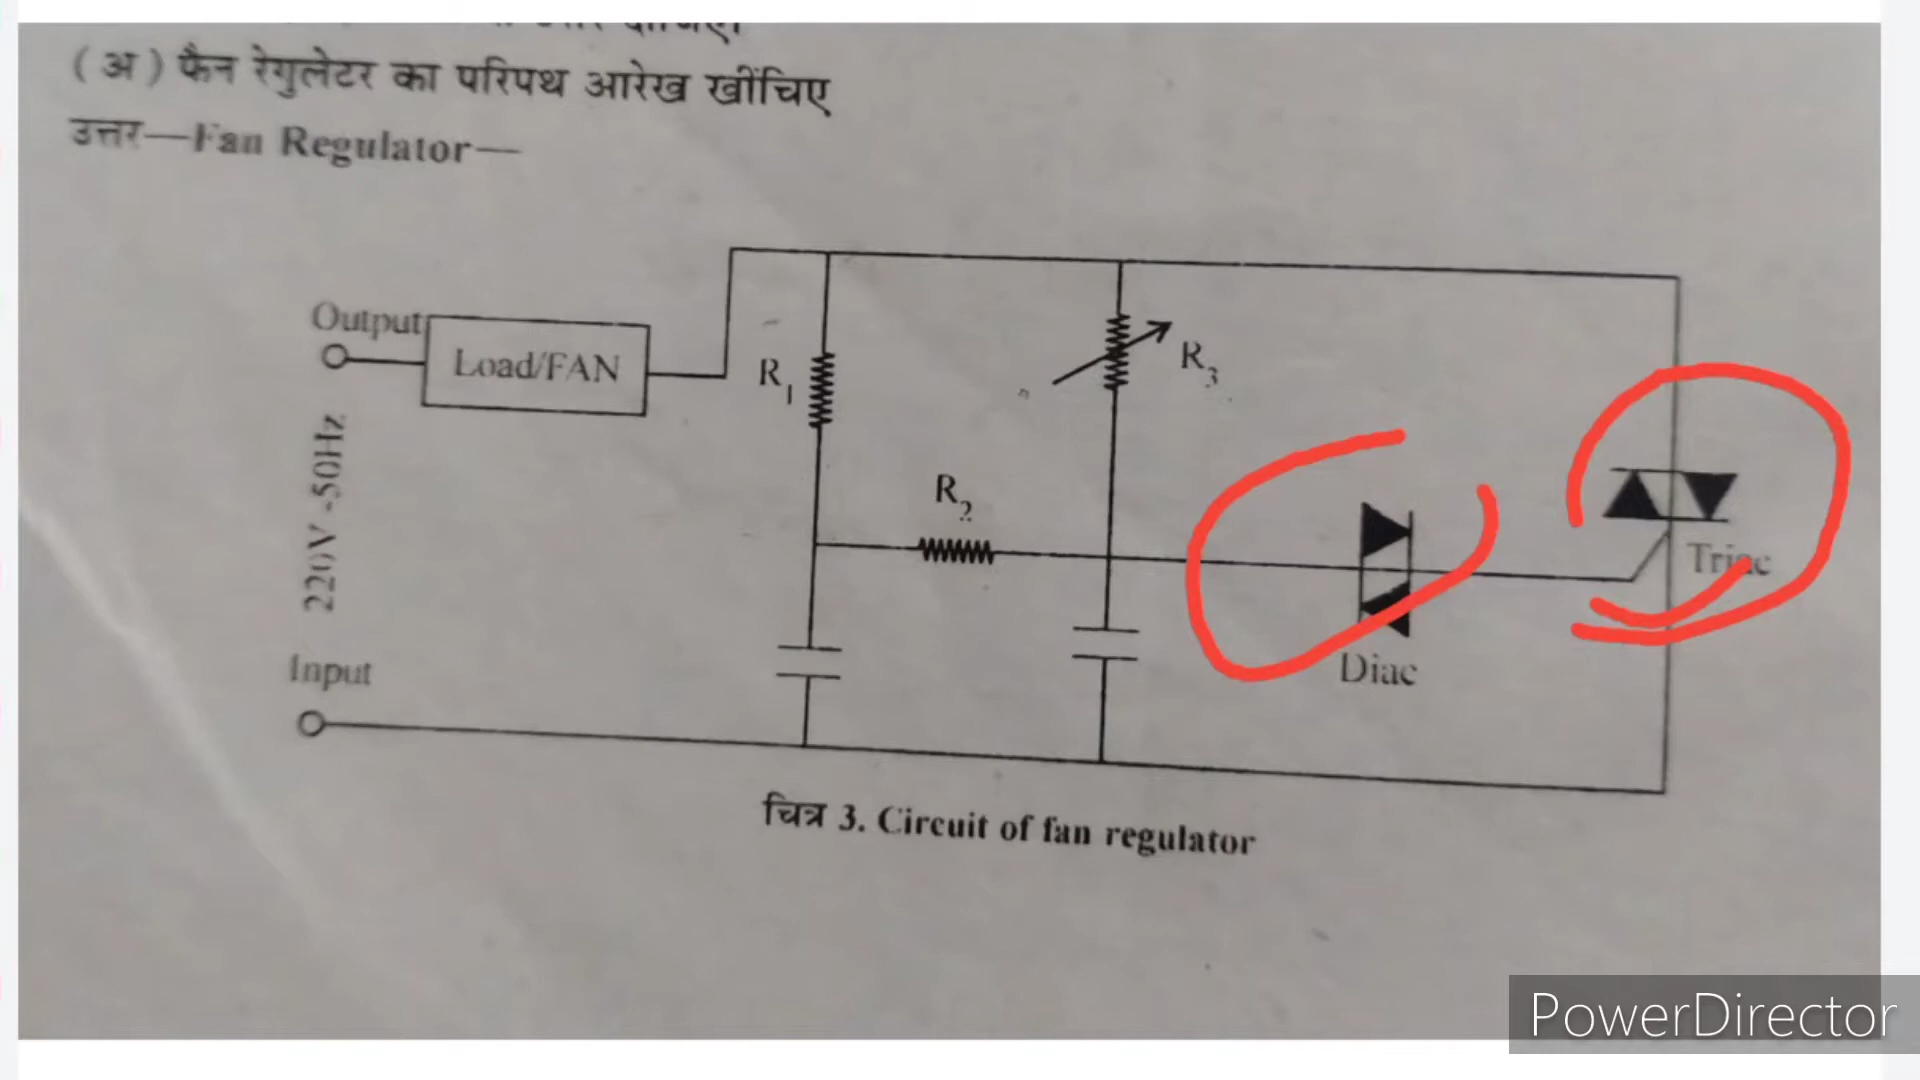 (अ) फैन रेगुलेटर का परिपथ आरेख खींचिए
उत्तर—Fan Regulator—
Output
Load/FAN
R1
R3
R2
220V -50Hz
Triac
Input
Diac
चित्र 3. Circuit of fan regulator
PowerDirector